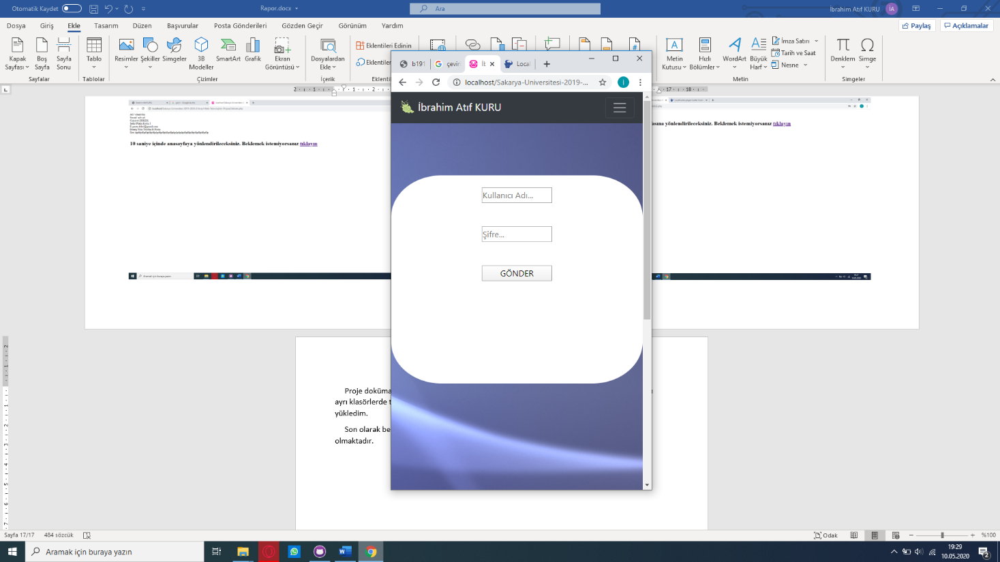 Otomatik Kaydet
Rapor.docx
Ara
İbrahim Atıf KURU
İA
Dosya Giriş Ekle Tasarım Düzen Başvurular Posta Gönderileri Gözden Geçir Görünüm Yardım
Paylaş
Açıklamalar
Kapak Sayfası
Boş Sayfa
Sayfa Sonu
Tablo
Resimler
Şekiller
Simgeler
3B Modeller
SmartArt
Grafik
Ekran Görüntüsü
Dosyalardan Ekle
Eklentileri Edinin
Eklentiler
Metin Kutusu
Hızlı Bölümler
WordArt
Büyük Harf
İmza Satırı
Tarih ve Saat
Nesne
Denklem
Simge
Sayfalar
Tablolar
Çizimler
İçerik
Eklenti
Metin
Simgeler
b191
çeviri
İb
Local
localhost/Sakarya-Universitesi-2019-...
İbrahim Atıf KURU
Kullanıcı Adı...
Şifre...
GÖNDER
10 saniye içinde anasayfaya yönlendirileceksiniz. Beklemek istemiyorsanız tıklayın
asına yönlendirileceksiniz. Beklemek istemiyorsanız tıklayın
Proje doküma
ayrı klasörlerde t
yükledim.
Son olarak be
olmaktadır.
Sayfa 17/17
484 sözcük
Odak
%100
Aramak için buraya yazın
19:29
10.05.2020
2